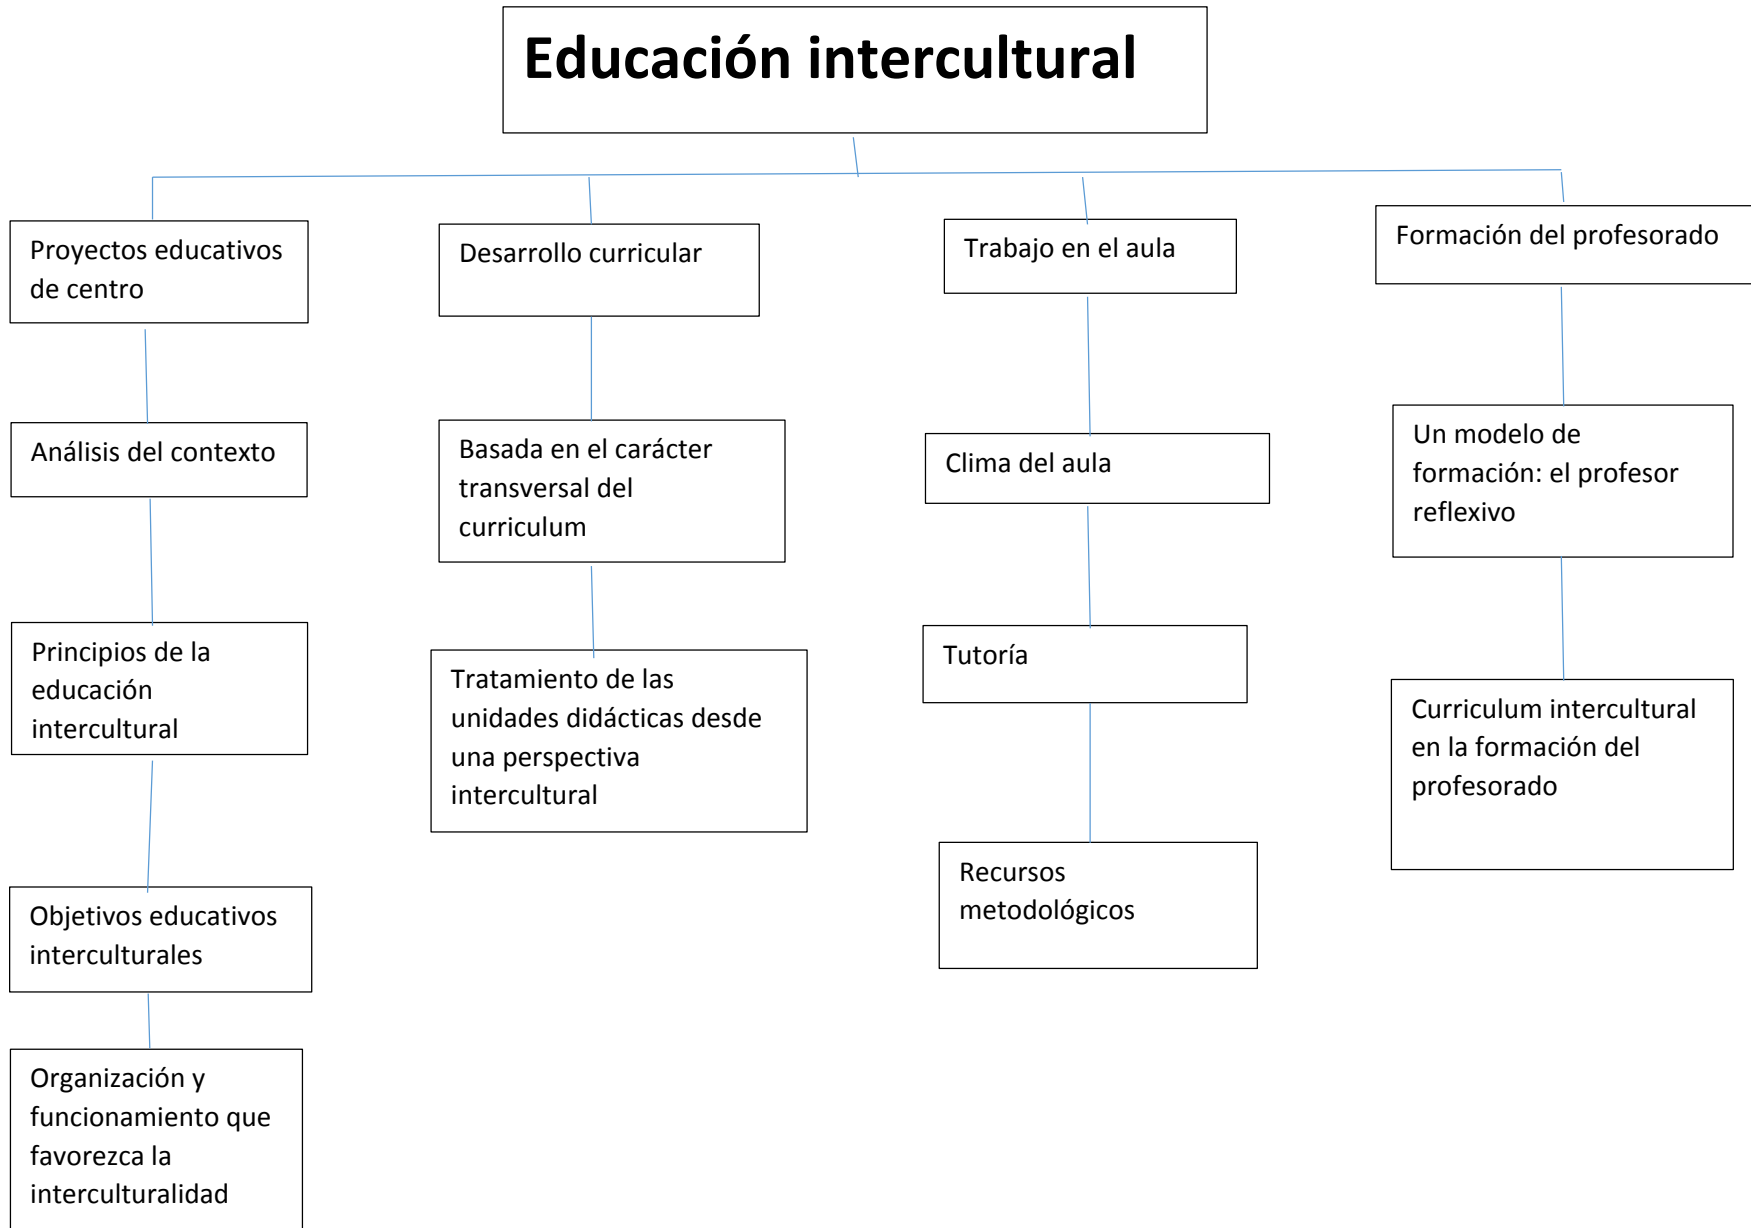 Educación intercultural
Proyectos educativos
de centro
Análisis del contexto
Principios de la
educación
intercultural
Objetivos educativos
interculturales
Organización y
funcionamiento que
favorezca la
interculturalidad
Desarrollo curricular
Basada en el carácter
transversal del
curriculum
Tratamiento de las
unidades didácticas desde
una perspectiva
intercultural
Trabajo en el aula
Clima del aula
Tutoría
Recursos
metodológicos
Formación del profesorado
Un modelo de
formación: el profesor
reflexivo
Curriculum intercultural
en la formación del
profesorado